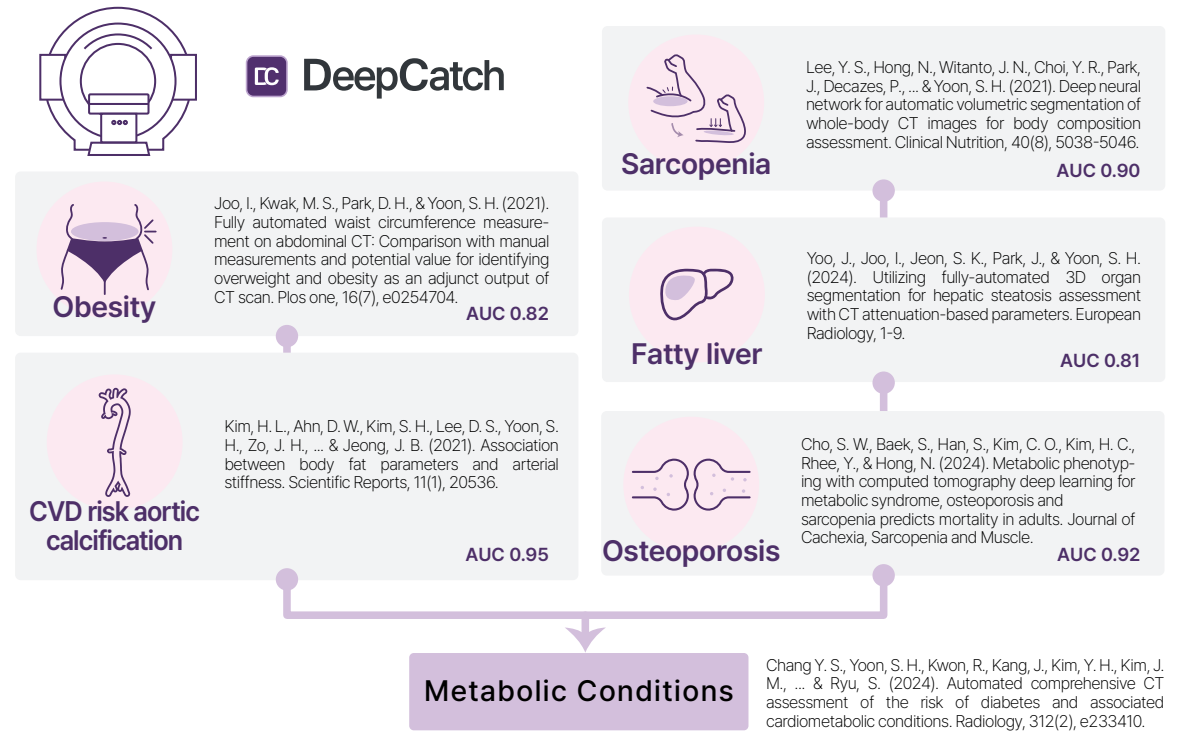 DC DeepCatch
Joo, I., Kwak, M. S., Park, D. H., & Yoon, S. H. (2021).
Fully automated waist circumference measure-
ment on abdominal CT: Comparison with manual
measurements and potential value for identifying
overweight and obesity as an adjunct output of
CT scan. Plos one, 16(7), e0254704.
Obesity
AUC 0.82
Kim, H. L., Ahn, D. W., Kim, S. H., Lee, D. S., Yoon, S.
H., Zo, J. H., ... & Jeong, J. B. (2021). Association
between body fat parameters and arterial
stiffness. Scientific Reports, 11(1), 20536.
CVD risk aortic
calcification
AUC 0.95
Lee, Y. S., Hong, N., Witanto, J. N., Choi, Y. R., Park,
J., Decazes, P., ... & Yoon, S. H. (2021). Deep neural
network for automatic volumetric segmentation of
whole-body CT images for body composition
assessment. Clinical Nutrition, 40(8), 5038-5046.
Sarcopenia
AUC 0.90
Yoo, J., Joo, I., Jeon, S. K., Park, J., & Yoon, S. H.
(2024). Utilizing fully-automated 3D organ
segmentation for hepatic steatosis assessment
with CT attenuation-based parameters. European
Radiology, 1-9.
Fatty liver
AUC 0.81
Cho, S. W., Baek, S., Han, S., Kim, C. O., Kim, H. C.,
Rhee, Y., & Hong, N. (2024). Metabolic phenotyp-
ing with computed tomography deep learning for
metabolic syndrome, osteoporosis and
sarcopenia predicts mortality in adults. Journal of
Cachexia, Sarcopenia and Muscle.
Osteoporosis
AUC 0.92
Metabolic Conditions
Chang Y. S., Yoon, S. H., Kwon, R., Kang, J., Kim, Y. H., Kim, J.
M., ... & Ryu, S. (2024). Automated comprehensive CT
assessment of the risk of diabetes and associated
cardiometabolic conditions. Radiology, 312(2), e233410.